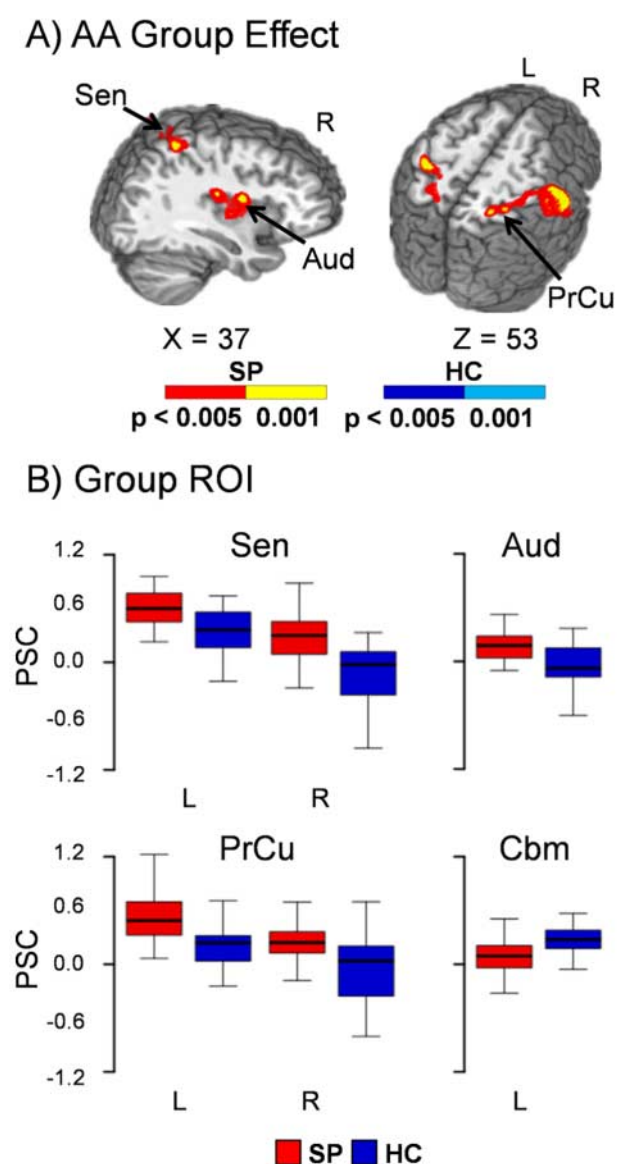 A) AA Group Effect
Sen
R
Aud
L
R
PrCu
X = 37
Z = 53
SP
p < 0.005 0.001
HC
p < 0.005 0.001
B) Group ROI
Sen
Aud
PSC
1.2
0.6
0.0
-0.6
-1.2
L
R
PrCu
Cbm
PSC
1.2
0.6
0.0
-0.6
-1.2
L
R
L
SP HC